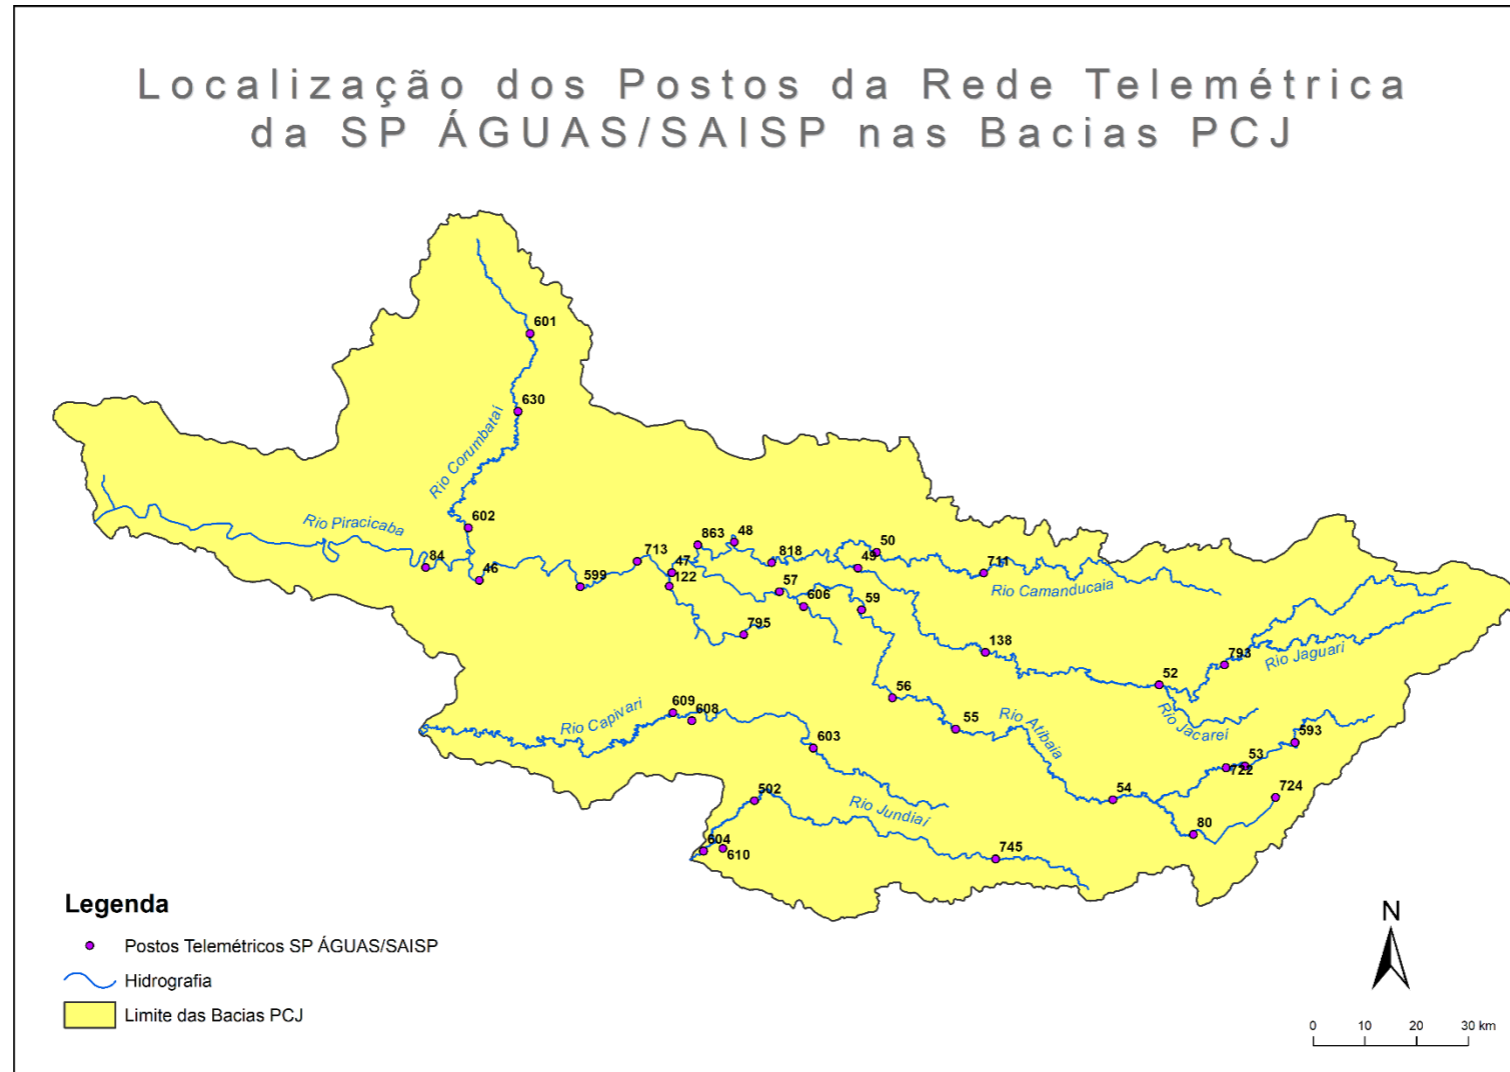 Localização dos Postos da Rede Telemétrica
da SP ÁGUAS/SAISP nas Bacias PCJ
601
630
Rio Corumbataí
602
Rio Piracicaba
84
46
599
713
47
122
863
48
818
50
49
711
Rio Camanducaia
57
606
59
795
138
52
793
Rio Jaguari
Rio Jacareí
56
55
Rio Atibaia
593
53
722
724
54
80
609
608
Rio Capivari
603
592
Rio Jundiaí
604
610
745
Legenda
Postos Telemétricos SP ÁGUAS/SAISP
Hidrografia
Limite das Bacias PCJ
N
0 10 20 30 km